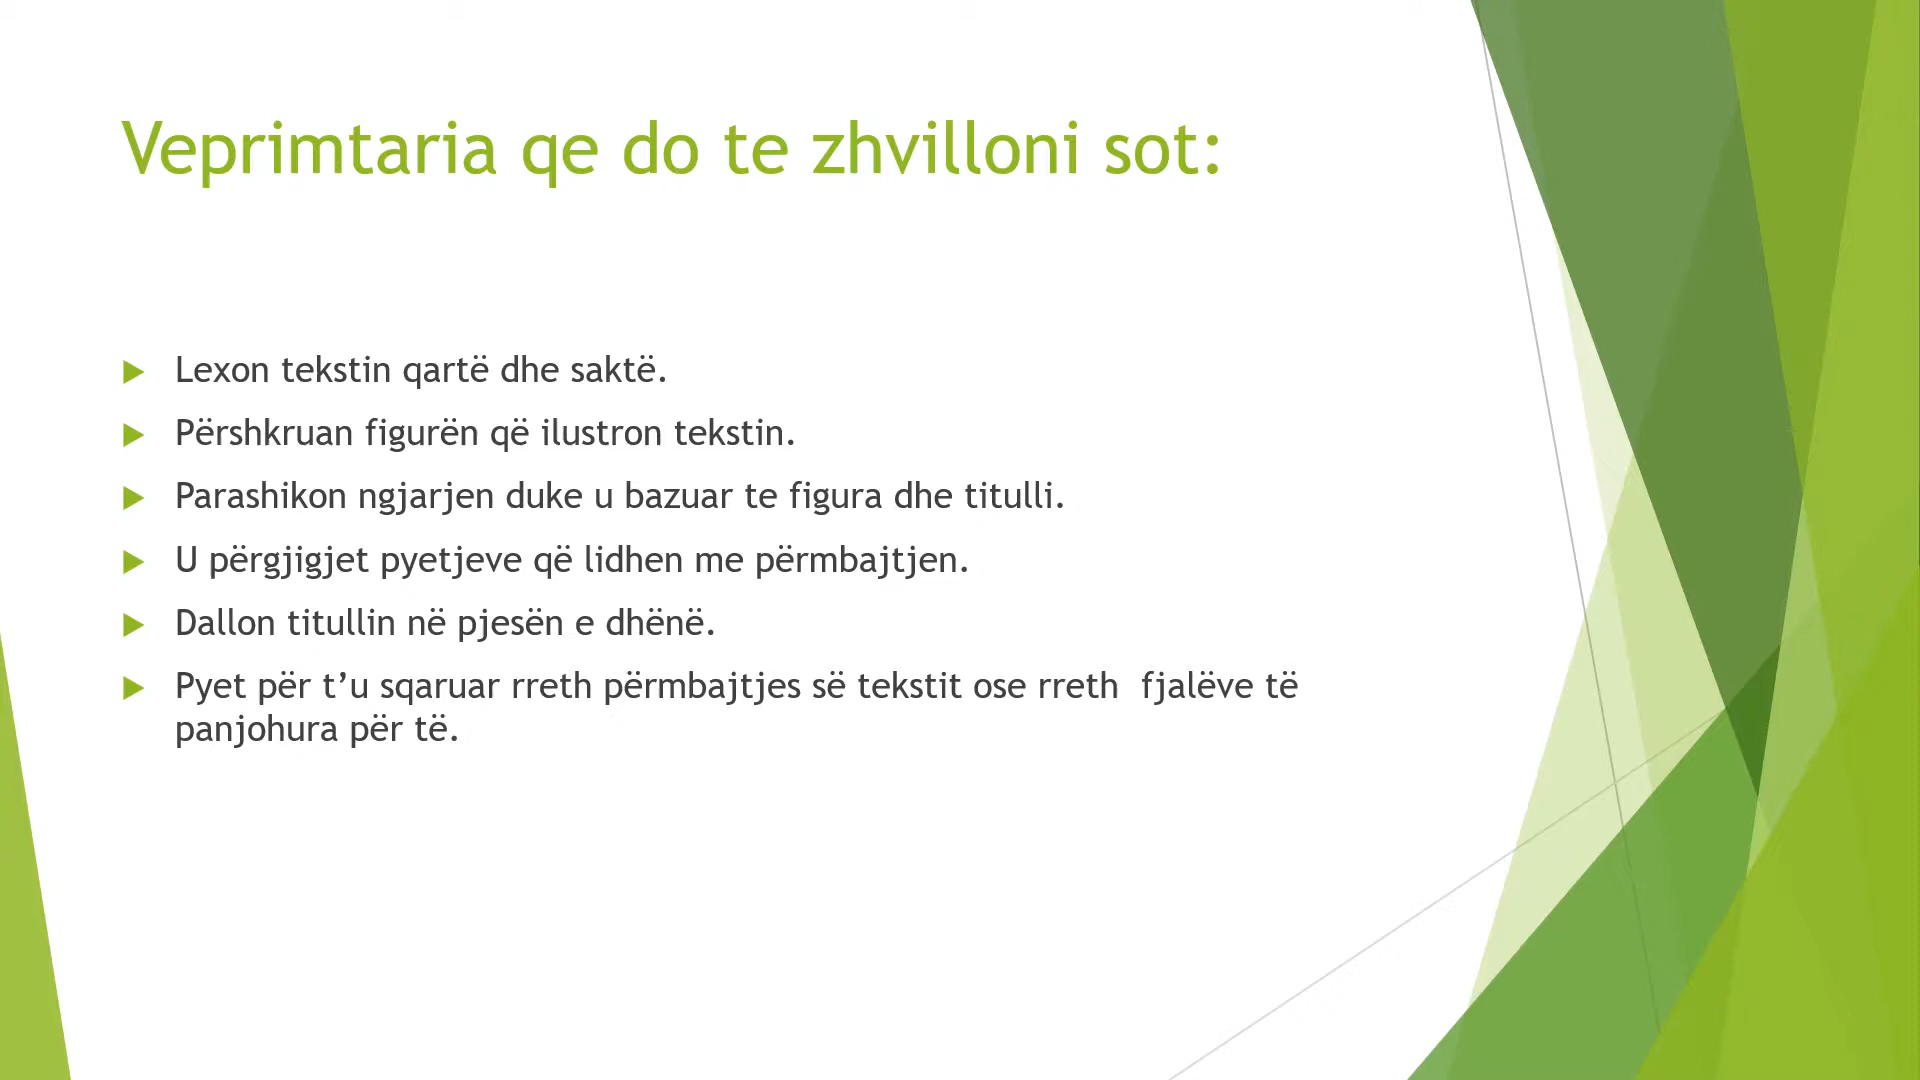 Veprimtaria qe do te zhvilloni sot:
Lexon tekstin qartë dhe saktë.
Përshkruan figurën që ilustron tekstin.
Parashikon ngjarjen duke u bazuar te figura dhe titulli.
U përgjigjet pyetjeve që lidhen me përmbajtjen.
Dallon titullin në pjesën e dhënë.
Pyet për t’u sqaruar rreth përmbajtjes së tekstit ose rreth  fjalëve të
panjohura për të.